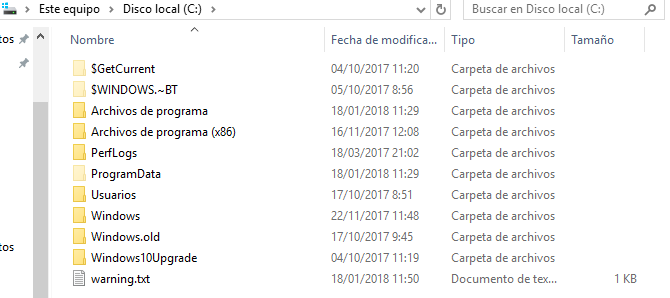 Este equipo > Disco local (C:) >
Buscar en Disco local (C:)
Nombre Fecha de modifica... Tipo Tamaño
$GetCurrent 04/10/2017 11:20 Carpeta de archivos
$WINDOWS.~BT 05/10/2017 8:56 Carpeta de archivos
Archivos de programa 18/01/2018 11:29 Carpeta de archivos
Archivos de programa (x86) 16/11/2017 12:08 Carpeta de archivos
PerfLogs 18/03/2017 21:02 Carpeta de archivos
ProgramData 18/01/2018 11:29 Carpeta de archivos
Usuarios 17/10/2017 8:51 Carpeta de archivos
Windows 22/11/2017 11:48 Carpeta de archivos
Windows.old 17/10/2017 9:45 Carpeta de archivos
Windows10Upgrade 04/10/2017 11:19 Carpeta de archivos
warning.txt 18/01/2018 11:50 Documento de tex... 1 KB